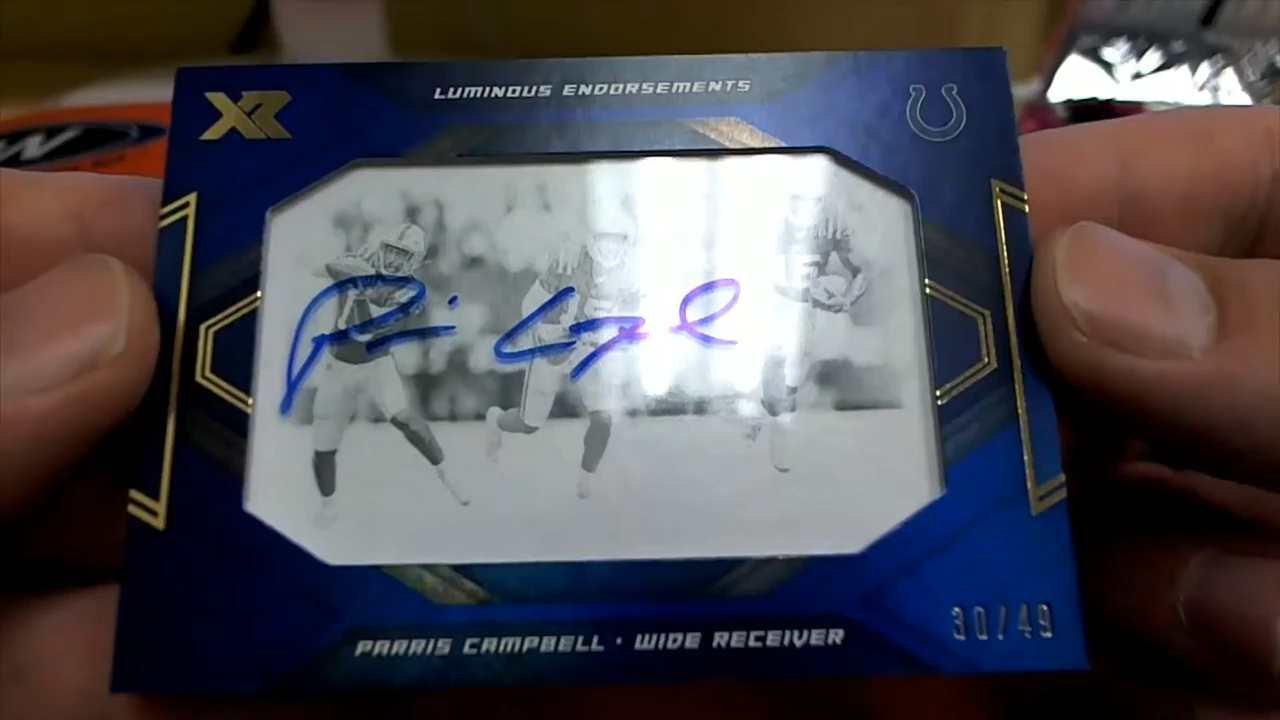 XR
LUMINOUS ENDORSEMENTS
PARRIS CAMPBELL · WIDE RECEIVER
30/49